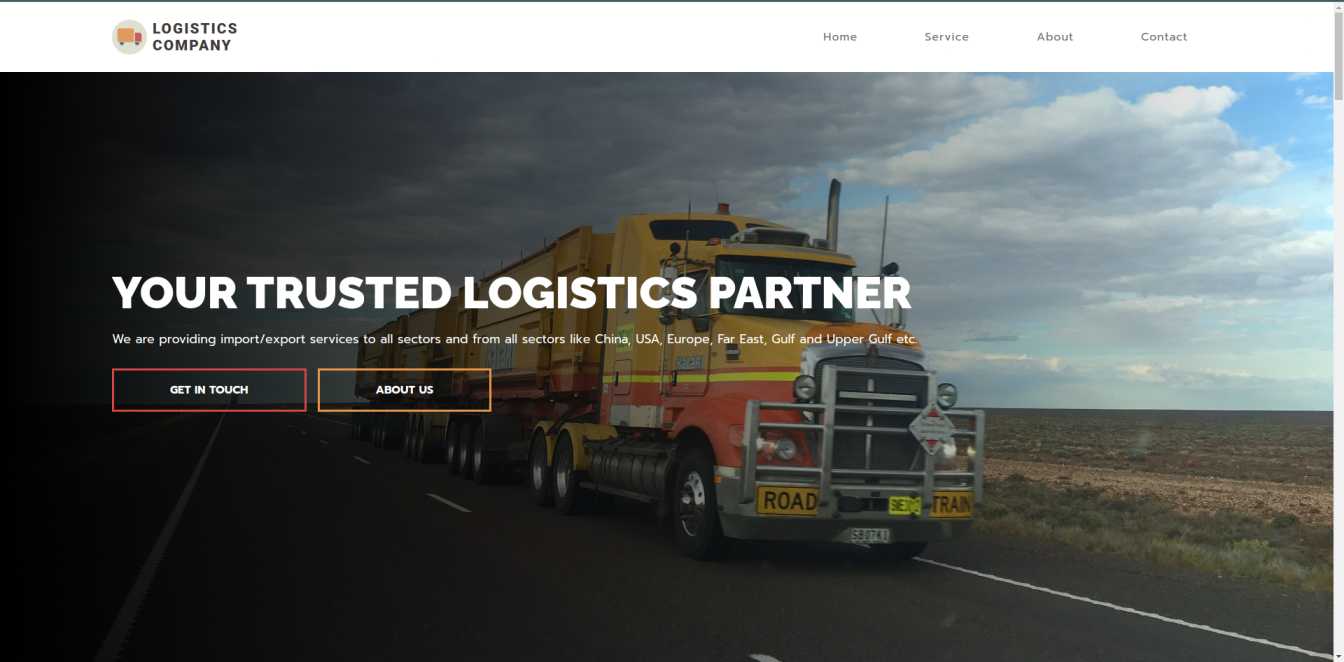 LOGISTICS
COMPANY
Home Service About Contact
YOUR TRUSTED LOGISTICS PARTNER
We are providing import/export services to all sectors and from all sectors like China, USA, Europe, Far East, Gulf and Upper Gulf etc.
GET IN TOUCH ABOUT US
ROAD TRAIN